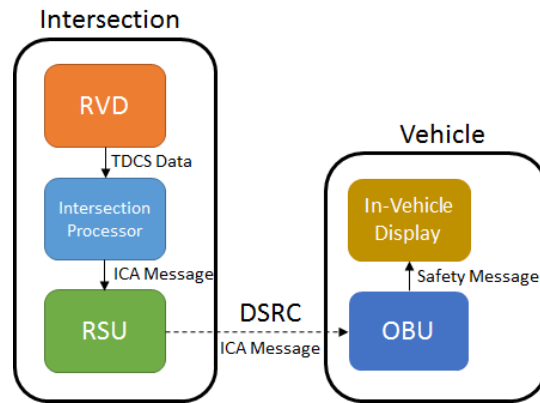 Intersection
RVD
TDCS Data
Intersection
Processor
ICA Message
RSU
DSRC
ICA Message
Vehicle
In-Vehicle
Display
Safety Message
OBU